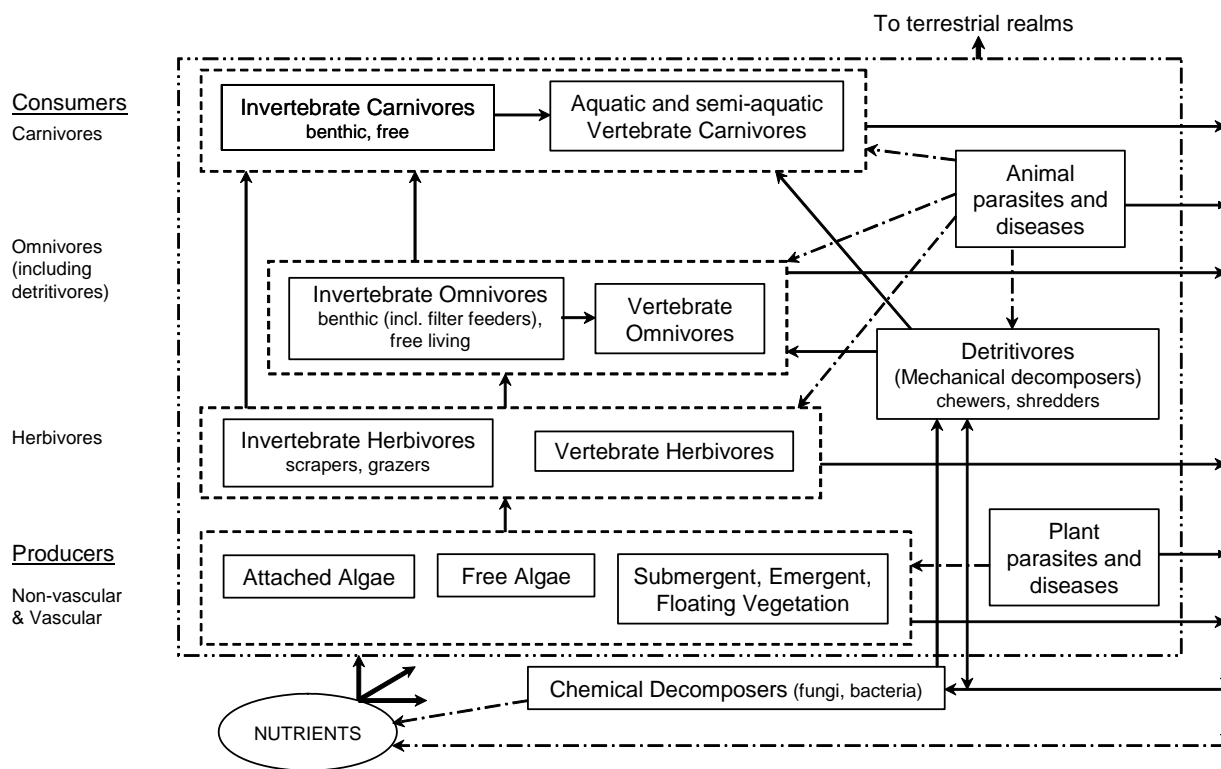 To terrestrial realms
Consumers
Carnivores
Invertebrate Carnivores
benthic, free
Aquatic and semi-aquatic
Vertebrate Carnivores
Animal
parasites and
diseases
Omnivores
(including
detritivores)
Invertebrate Omnivores
benthic (incl. filter feeders),
free living
Vertebrate
Omnivores
Detritivores
(Mechanical decomposers)
chewers, shredders
Herbivores
Invertebrate Herbivores
scrapers, grazers
Vertebrate Herbivores
Producers
Non-vascular
& Vascular
Attached Algae
Free Algae
Submergent, Emergent,
Floating Vegetation
Plant
parasites and
diseases
Chemical Decomposers (fungi, bacteria)
NUTRIENTS